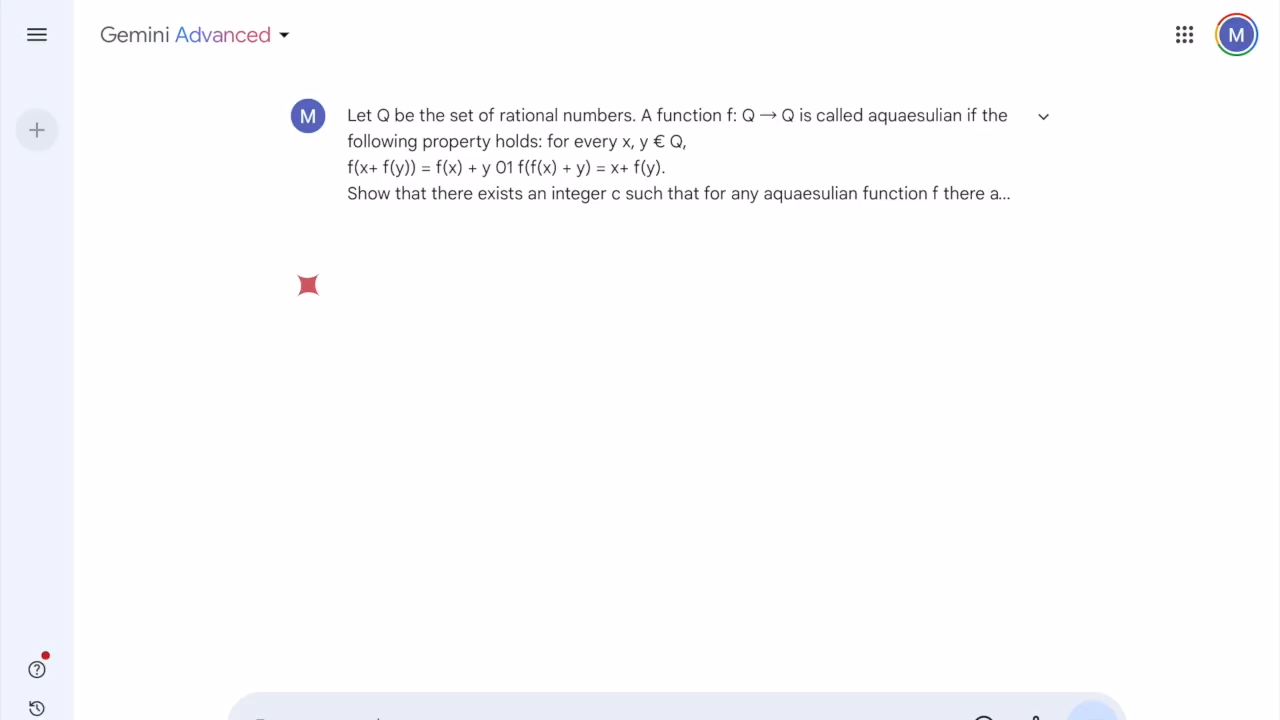 Gemini Advanced
M
M
Let Q be the set of rational numbers. A function f: Q → Q is called aquaesulian if the
following property holds: for every x, y € Q,
f(x+ f(y)) = f(x) + y 01 f(f(x) + y) = x+ f(y).
Show that there exists an integer c such that for any aquaesulian function f there a...